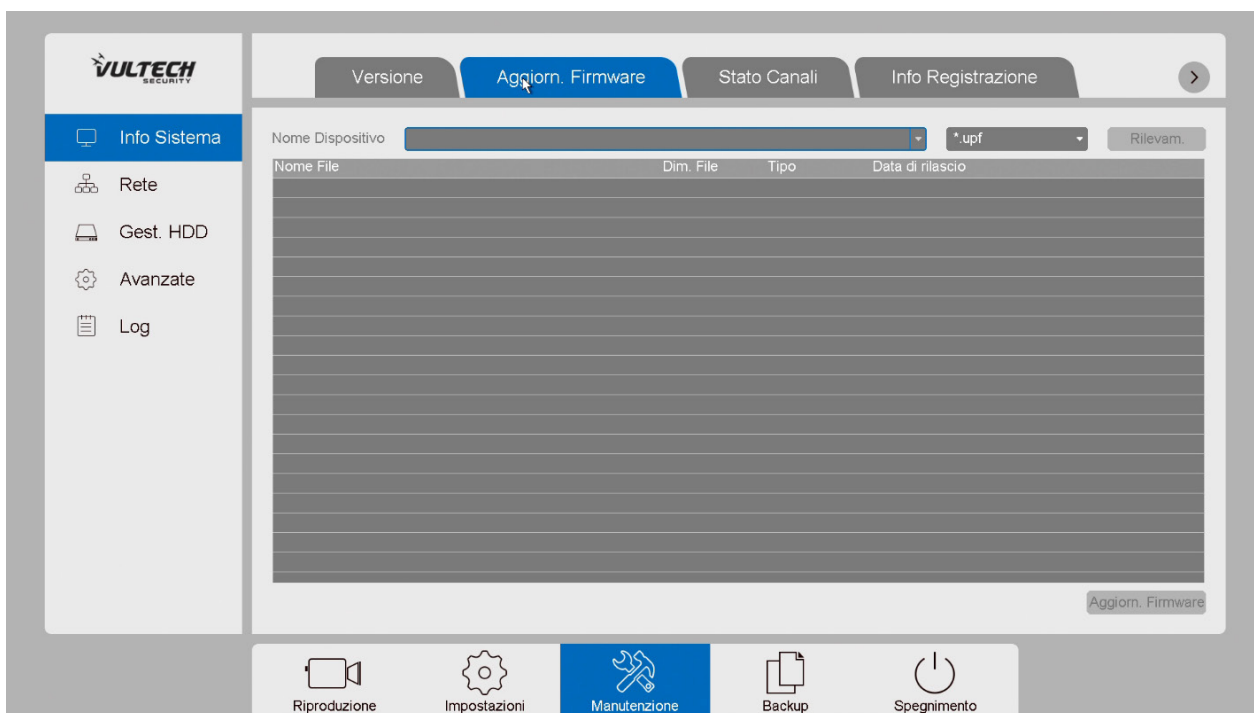 VULTECH
SECURITY
Versione
Aggiorn. Firmware
Stato Canali
Info Registrazione
Info Sistema
Rete
Gest. HDD
Avanzate
Log
Nome Dispositivo
*.upf
Rilevam.
Nome File Dim. File Tipo Data di rilascio
Aggiorn. Firmware
Riproduzione
Impostazioni
Manutenzione
Backup
Spegnimento